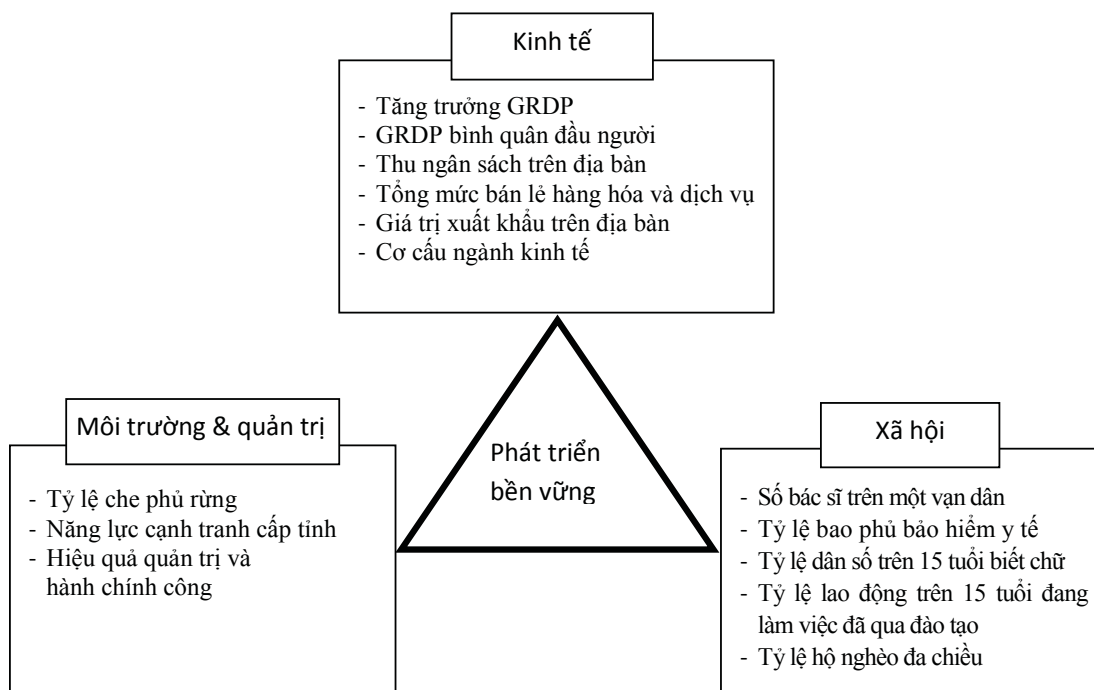 Kinh tế
- Tăng trưởng GRDP
- GRDP bình quân đầu người
- Thu ngân sách trên địa bàn
- Tổng mức bán lẻ hàng hóa và dịch vụ
- Giá trị xuất khẩu trên địa bàn
- Cơ cấu ngành kinh tế
Môi trường & quản trị
- Tỷ lệ che phủ rừng
- Năng lực cạnh tranh cấp tỉnh
- Hiệu quả quản trị và
hành chính công
Phát triển
bền vững
Xã hội
- Số bác sĩ trên một vạn dân
- Tỷ lệ bao phủ bảo hiểm y tế
- Tỷ lệ dân số trên 15 tuổi biết chữ
- Tỷ lệ lao động trên 15 tuổi đang
làm việc đã qua đào tạo
- Tỷ lệ hộ nghèo đa chiều